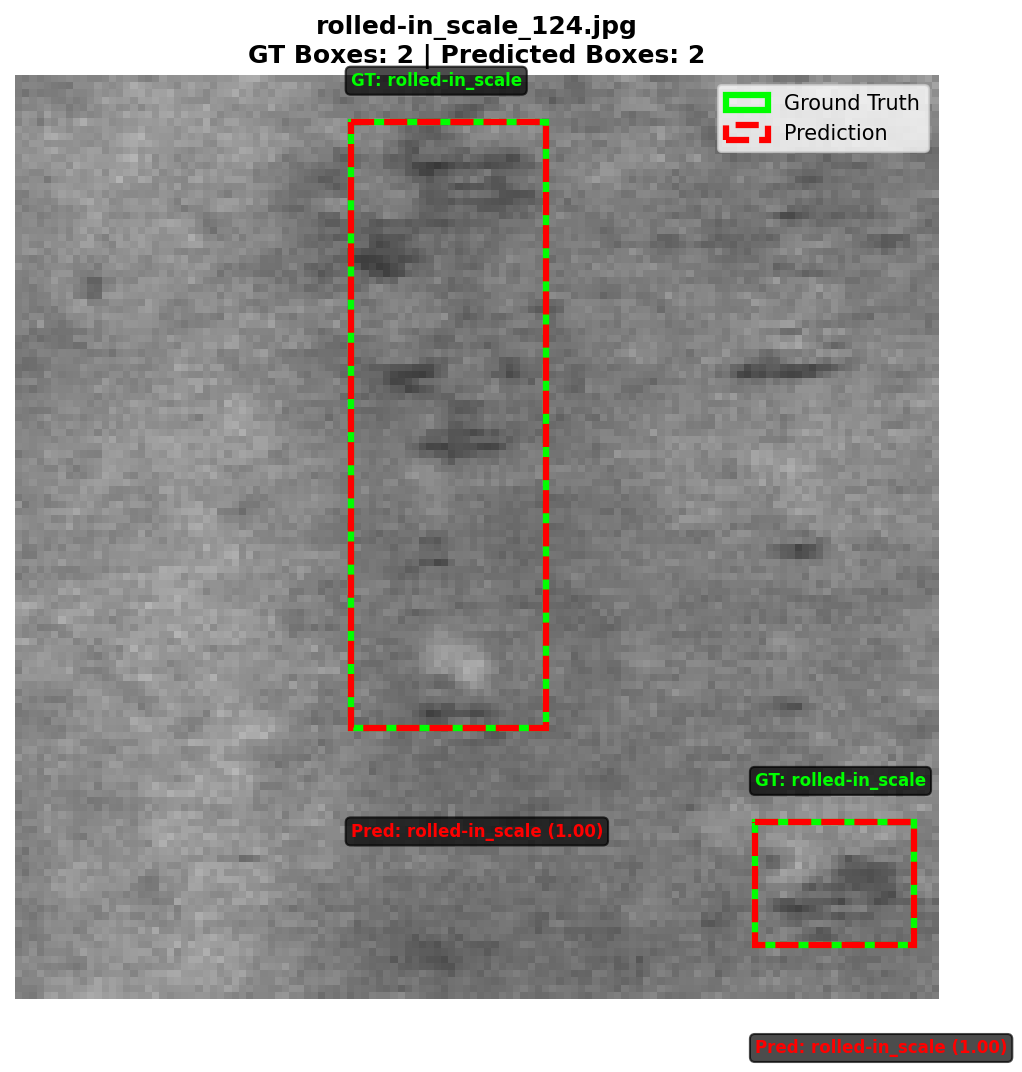 rolled-in_scale_124.jpg
GT Boxes: 2 | Predicted Boxes: 2
GT: rolled-in_scale
Ground Truth
Prediction
GT: rolled-in_scale
Pred: rolled-in_scale (1.00)
Pred: rolled-in_scale (1.00)